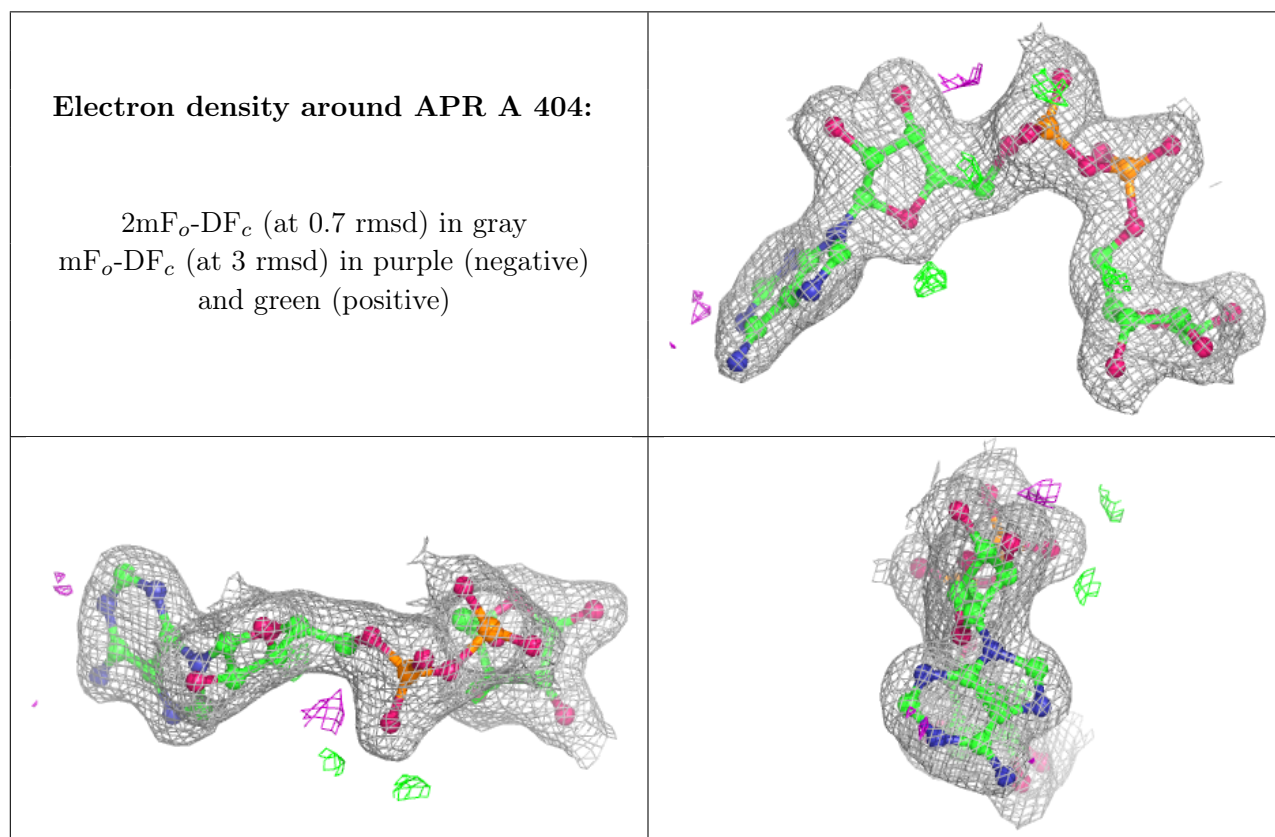 Electron density around APR A 404:
2mFo-DFc (at 0.7 rmsd) in gray
mFo-DFc (at 3 rmsd) in purple (negative)
and green (positive)